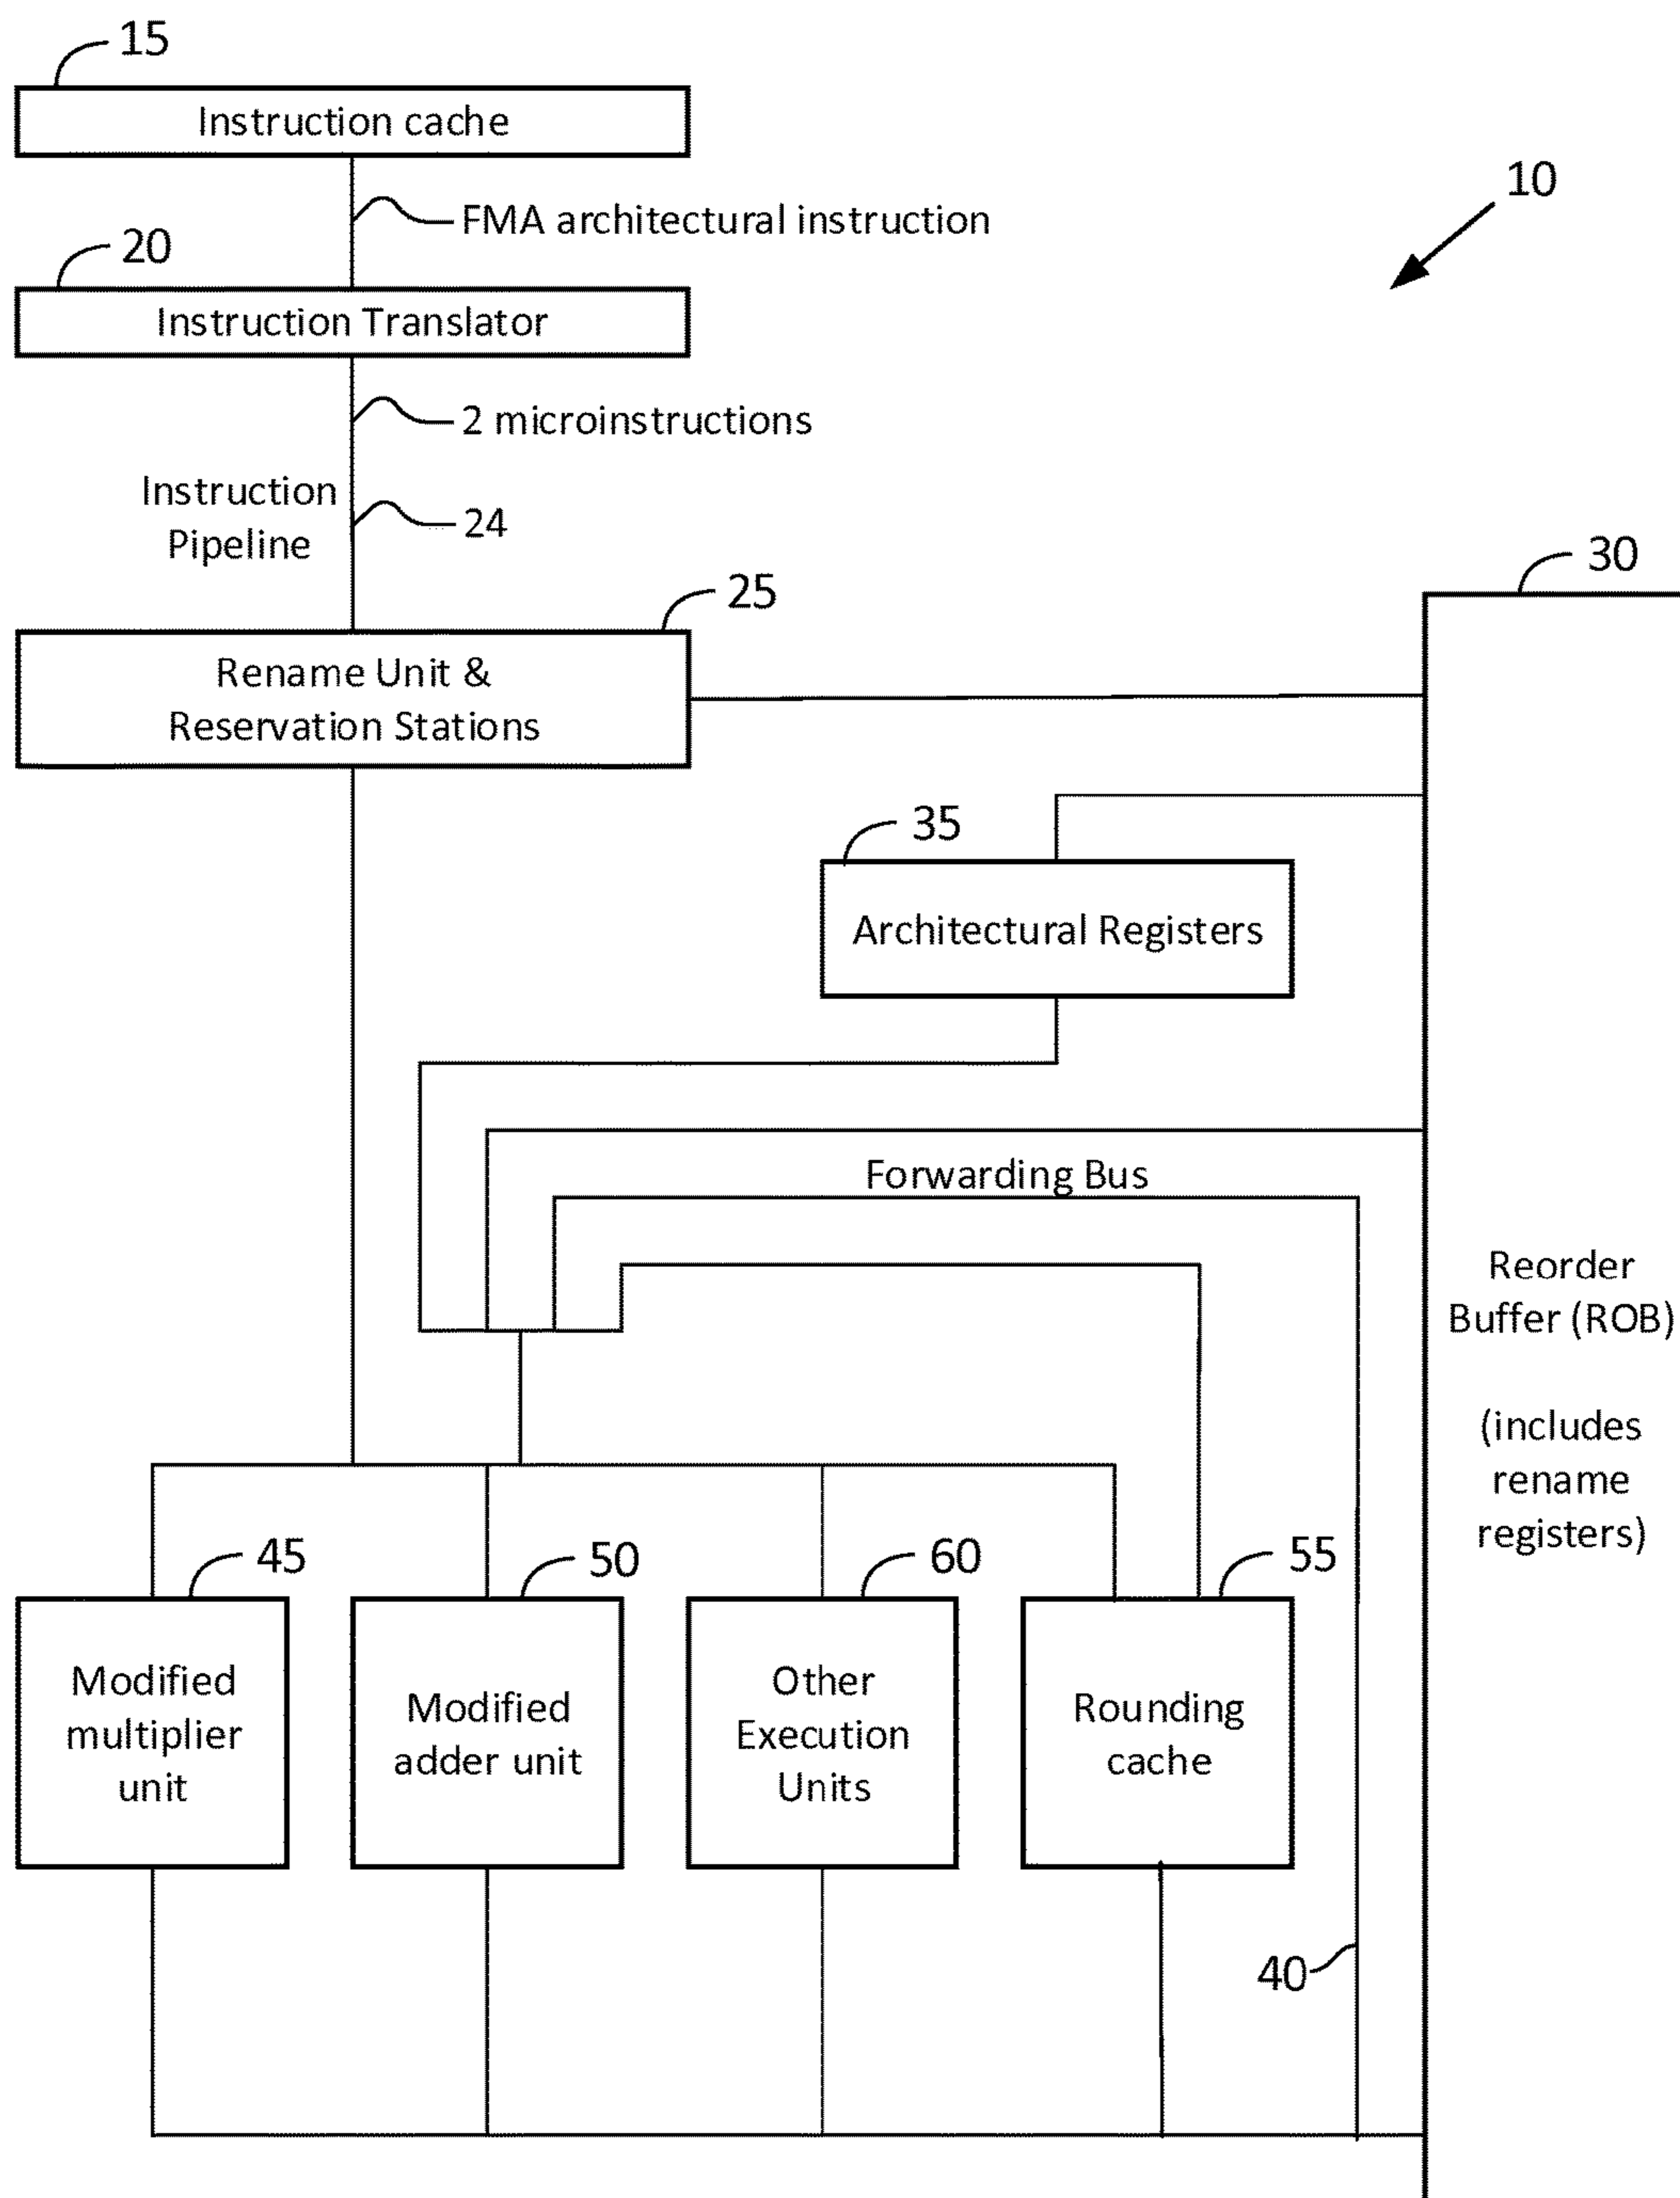 15
Instruction cache
FMA architectural instruction
10
20
Instruction Translator
2 microinstructions
Instruction
Pipeline
24
25
30
Rename Unit &
Reservation Stations
35
Architectural Registers
Forwarding Bus
Reorder
Buffer (ROB)
(includes
rename
registers)
45
50
60
55
Modified
multiplier
unit
Modified
adder unit
Other
Execution
Units
Rounding
cache
40